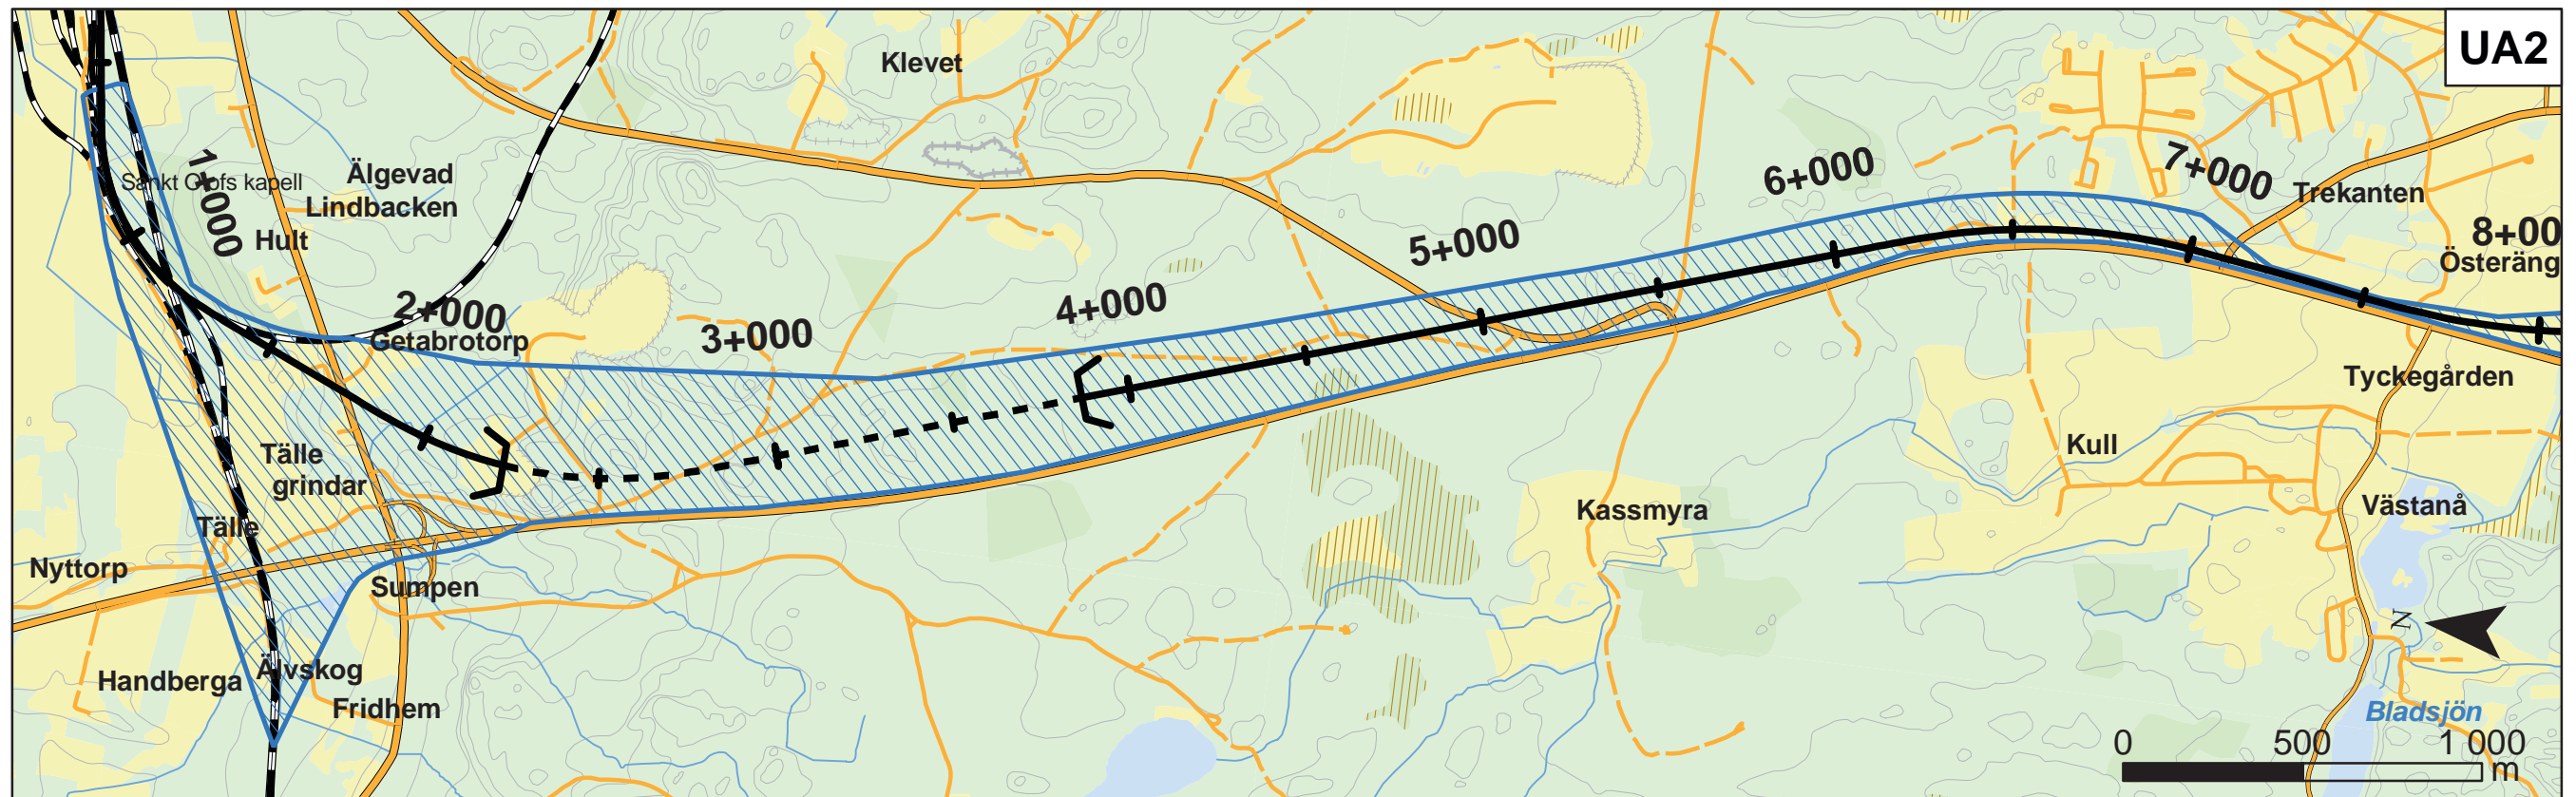 UA2
Klevet
Älgevad
Lindbacken
Sankt Olofs kapell
1+000
Hult
2+000
Getabrotorp
3+000
4+000
5+000
6+000
7+000
Trekanten
8+00
Österäng
Tyckegården
Kull
Västanå
Kassmyra
Tälle
grindar
Tälle
Nyttorp
Sumpen
Handberga
Älvskog
Fridhem
N
Bladsjön
0 500 1 000
m